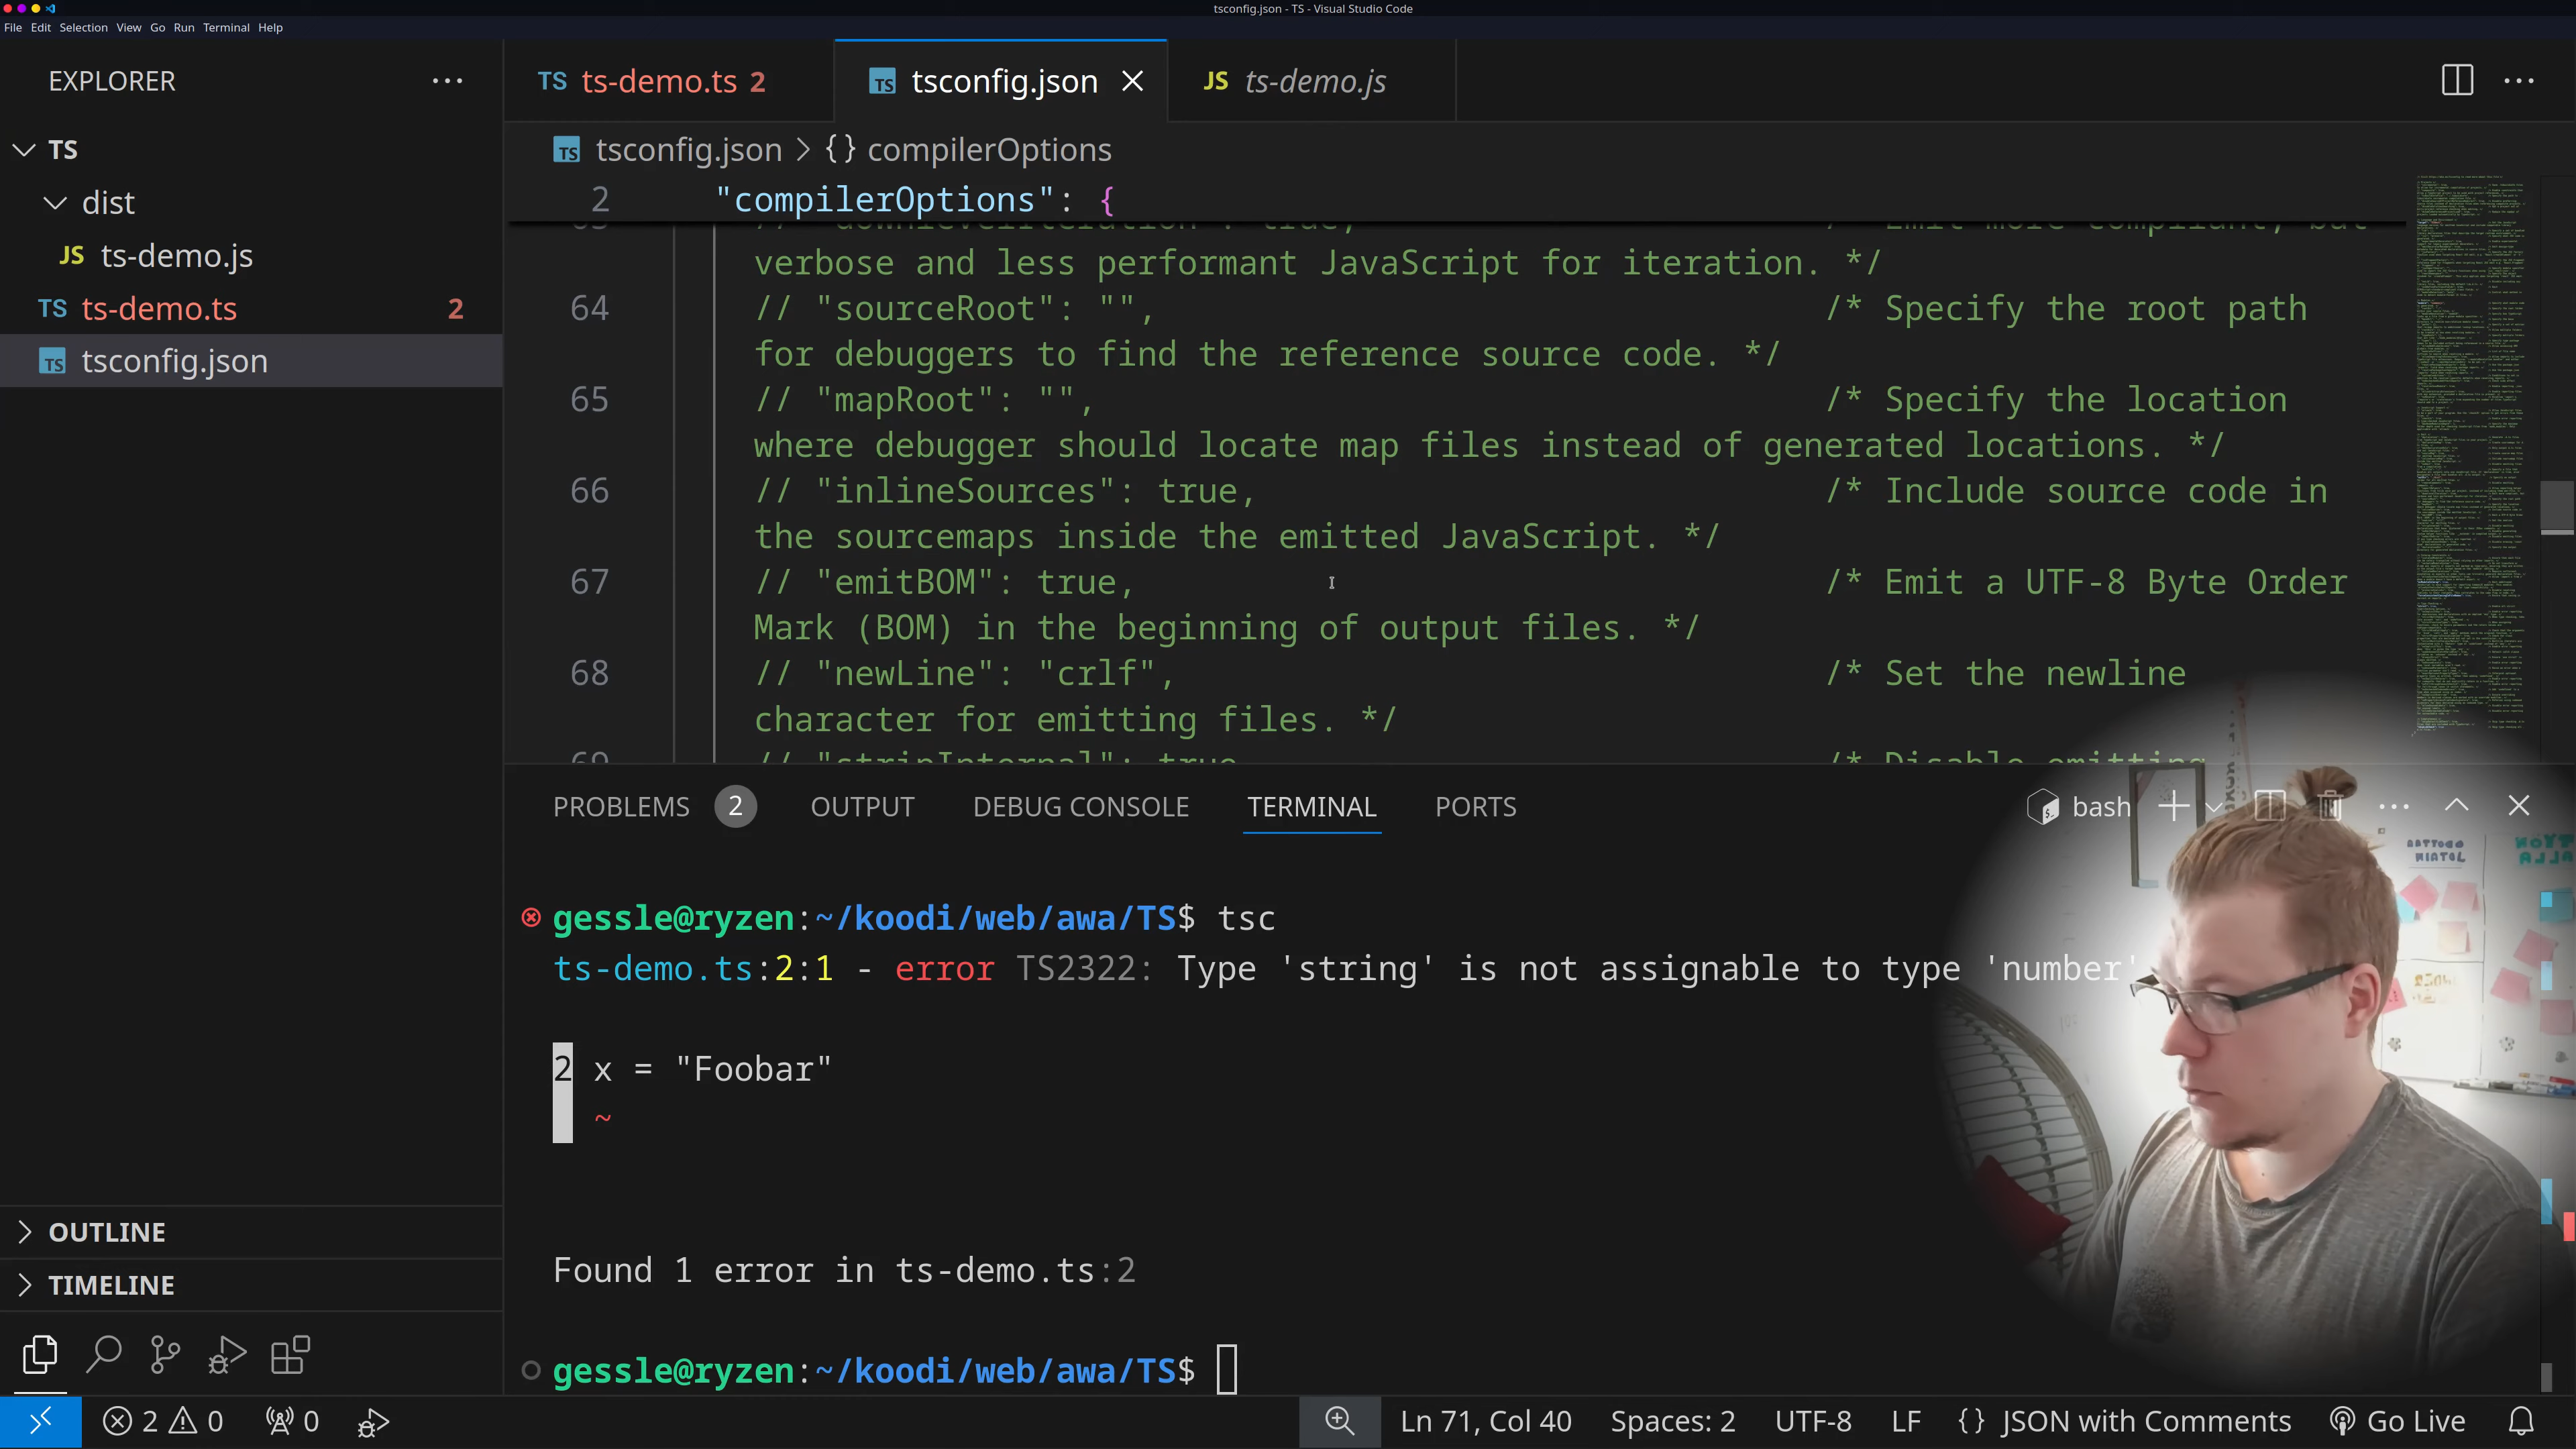 tsconfig.json - TS - Visual Studio Code
File Edit Selection View Go Run Terminal Help
EXPLORER
TS
dist
JS ts-demo.js
TS ts-demo.ts 2
TS tsconfig.json
OUTLINE
TIMELINE
TS ts-demo.ts 2
TS tsconfig.json
JS ts-demo.js
TS tsconfig.json > {} compilerOptions
2 "compilerOptions": {
verbose and less performant JavaScript for iteration. */
64 // "sourceRoot": "", /* Specify the root path
for debuggers to find the reference source code. */
65 // "mapRoot": "", /* Specify the location
where debugger should locate map files instead of generated locations. */
66 // "inlineSources": true, /* Include source code in
the sourcemaps inside the emitted JavaScript. */
67 // "emitBOM": true, /* Emit a UTF-8 Byte Order
Mark (BOM) in the beginning of output files. */
68 // "newLine": "crlf", /* Set the newline
character for emitting files. */
69 // "stripInternal": true /* Disable emitting
PROBLEMS 2 OUTPUT DEBUG CONSOLE TERMINAL PORTS
bash
gessle@ryzen:~/koodi/web/awa/TS$ tsc
ts-demo.ts:2:1 - error TS2322: Type 'string' is not assignable to type 'number'
2 x = "Foobar"
~
Found 1 error in ts-demo.ts:2
gessle@ryzen:~/koodi/web/awa/TS$
2 0 0
Ln 71, Col 40 Spaces: 2 UTF-8 LF {} JSON with Comments Go Live